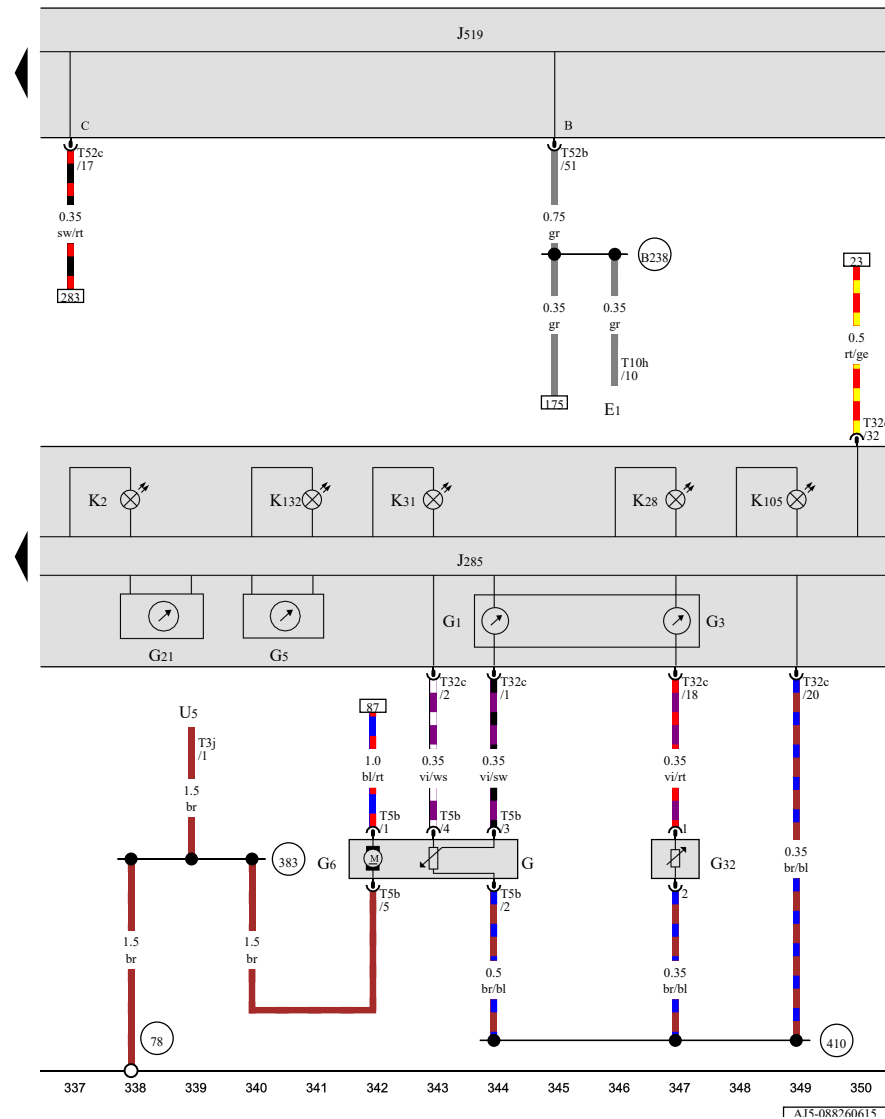 J519
C
B
T52c
/17
T52b
/51
0.35
sw/rt
0.75
gr
B238
23
283
0.35
gr
0.35
gr
0.5
rt/ge
T10h
/10
175
E1
T32c
/32
K2
K132
K31
K28
K105
J285
G1
G3
G21
G5
T32c
/2
T32c
/1
T32c
/18
T32c
/20
U5
87
T3j
/1
1.0
bl/rt
0.35
vi/ws
0.35
vi/sw
0.35
vi/rt
1.5
br
T5b
/1
T5b
/4
T5b
/3
1
383
G6
M
G
G32
0.35
br/bl
T5b
/5
T5b
/2
2
1.5
br
1.5
br
0.5
br/bl
0.35
br/bl
78
410
337 338 339 340 341 342 343 344 345 346 347 348 349 350
AJ5-088260615